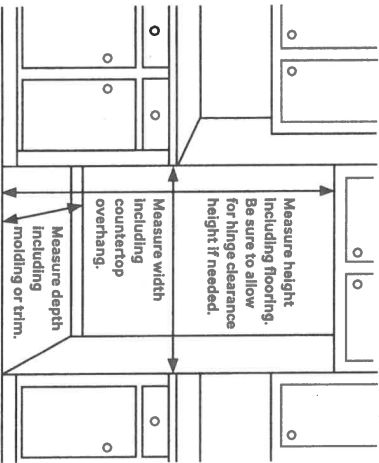 Measure height
including flooring.
Be sure to allow
for hinge clearance
height if needed.
Measure width
including
countertop
overhang.
Measure depth
including
molding or trim.